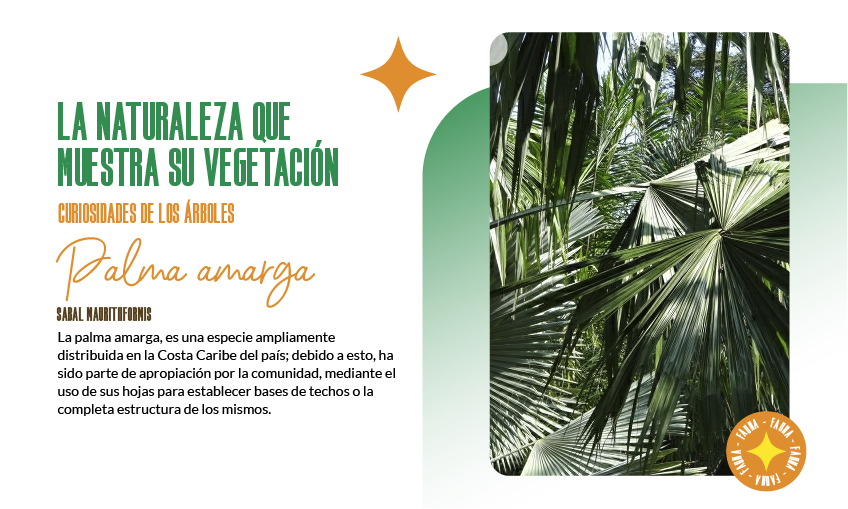 LA NATURALEZA QUE
MUESTRA SU VEGETACIÓN
CURIOSIDADES DE LOS ÁRBOLES
Palma amarga
SABAL MAURITIIFORMIS
La palma amarga, es una especie ampliamente
distribuida en la Costa Caribe del país; debido a esto, ha
sido parte de apropiación por la comunidad, mediante el
uso de sus hojas para establecer bases de techos o la
completa estructura de los mismos.
FAUNA - FAUNA - FAUNA - FAUNA - FAUNA -